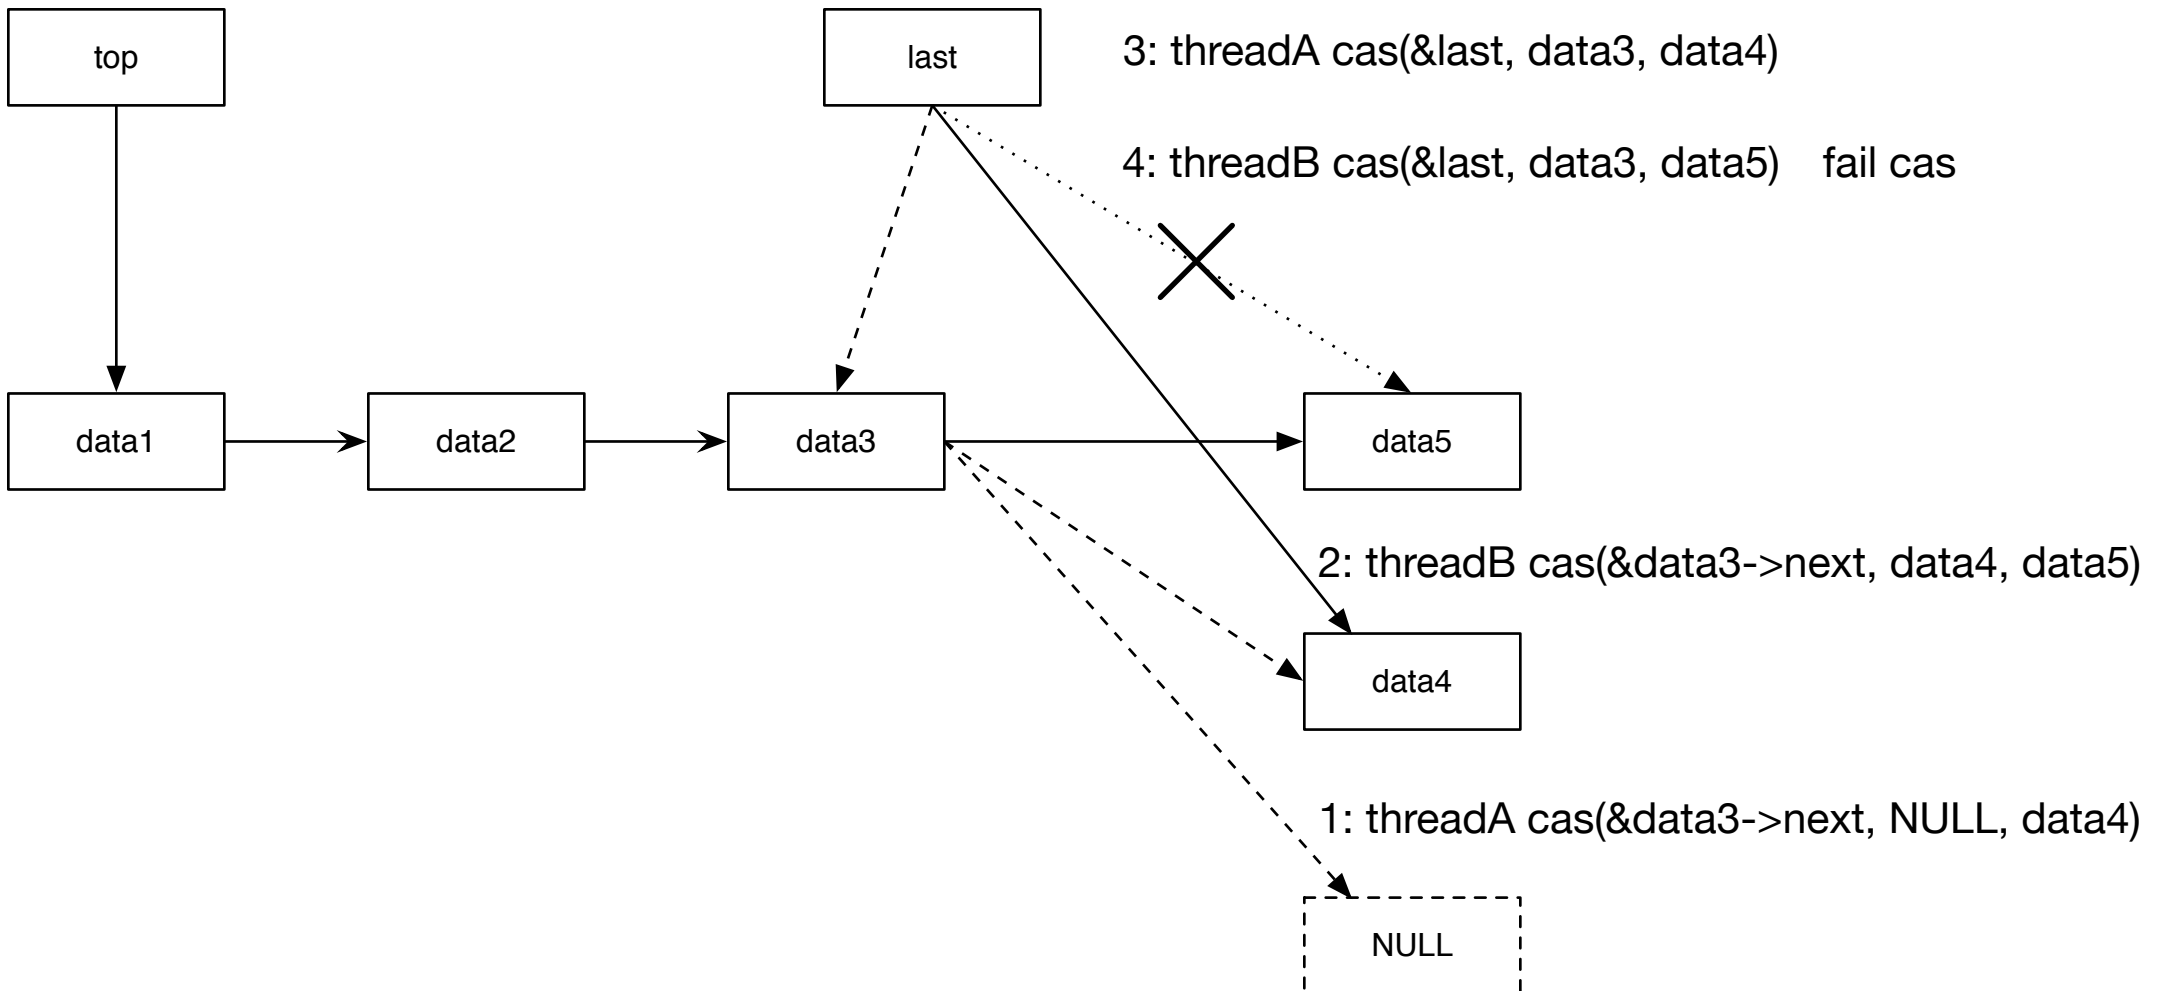 top
last
3: threadA cas(&last, data3, data4)
4: threadB cas(&last, data3, data5) fail cas
data1
data2
data3
data5
2: threadB cas(&data3->next, data4, data5)
data4
1: threadA cas(&data3->next, NULL, data4)
NULL